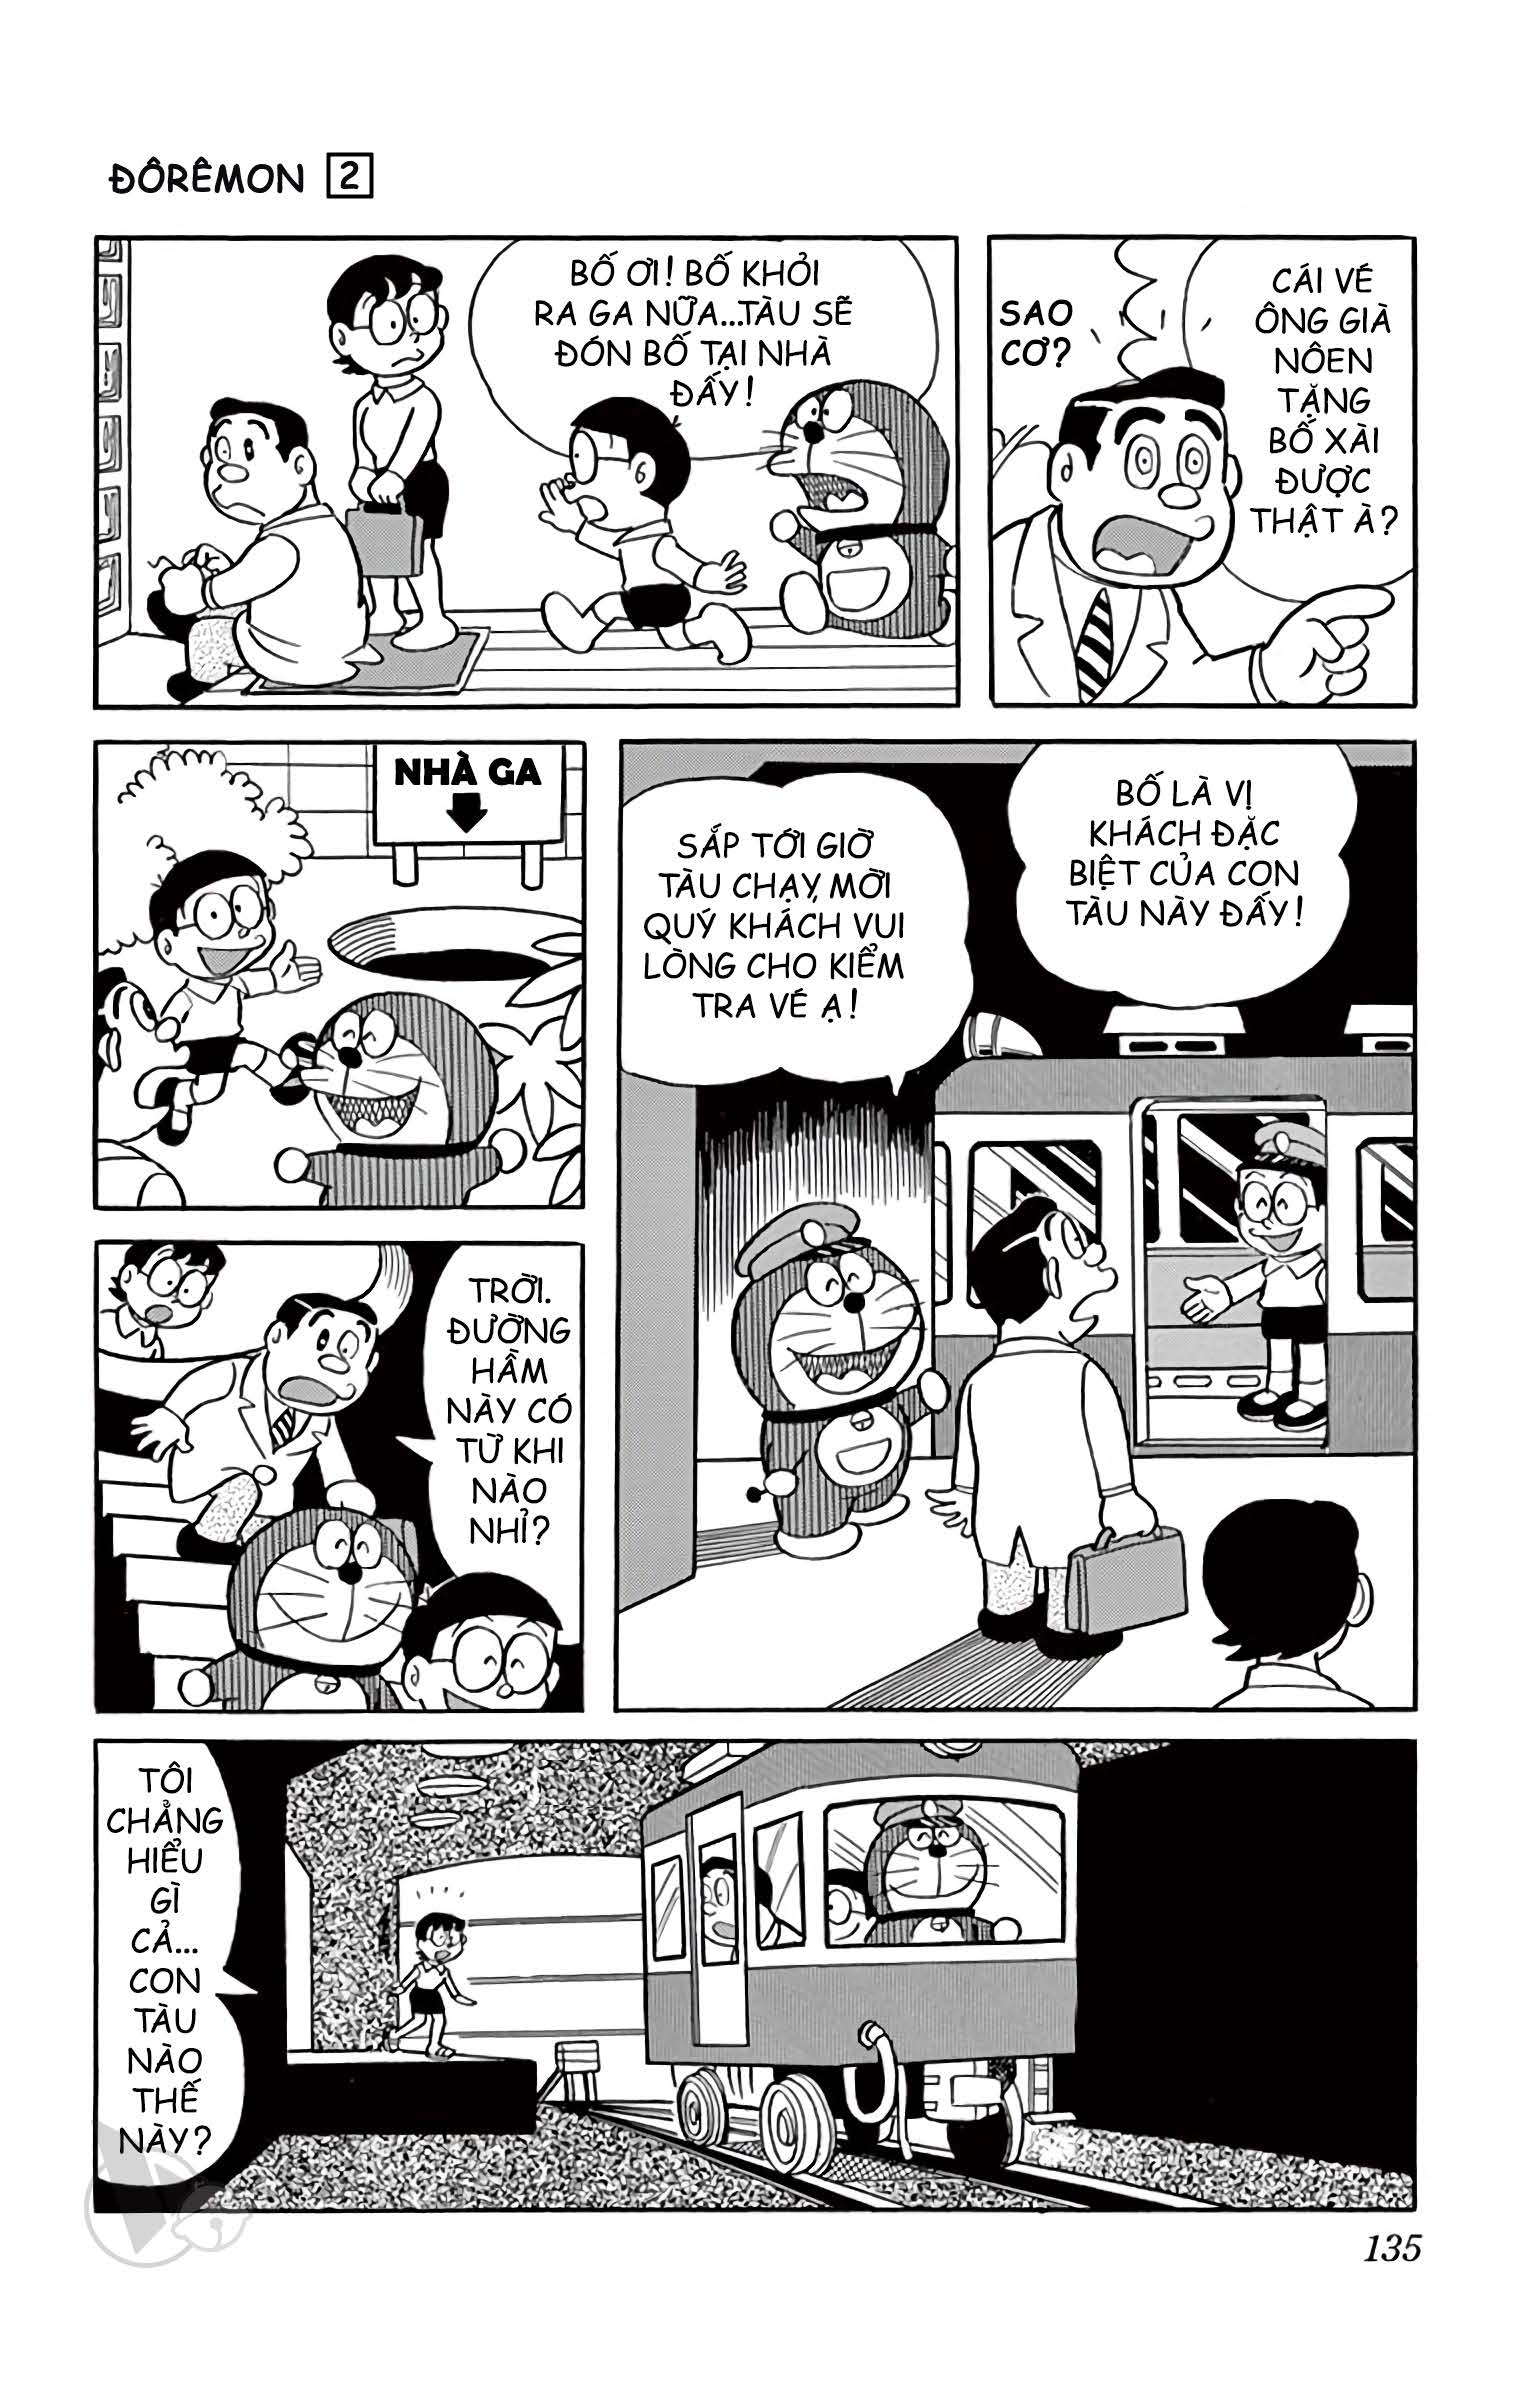 ĐÔRÊMON 2
BỐ ƠI! BỐ KHỎI
RA GA NỮA...TÀU SẼ
ĐÓN BỐ TẠI NHÀ
ĐẤY!
SAO
CƠ?
CÁI VÉ
ÔNG GIÀ
NÔEN
TẶNG
BỐ XÀI
ĐƯỢC
THẬT À?
NHÀ GA
TRỜI.
ĐƯỜNG
HẦM
NÀY CÓ
TỪ KHI
NÀO
NHỈ?
SẮP TỚI GIỜ
TÀU CHẠY, MỜI
QUÝ KHÁCH VUI
LÒNG CHO KIỂM
TRA VÉ Ạ!
BỐ LÀ VỊ
KHÁCH ĐẶC
BIỆT CỦA CON
TÀU NÀY ĐẤY!
TÔI
CHẲNG
HIỂU
GÌ
CẢ...
CON
TÀU
NÀO
THẾ
NÀY?
135